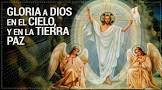 GLORIA A DIOS
EN EL CIELO,
Y EN LA TIERRA
PAZ